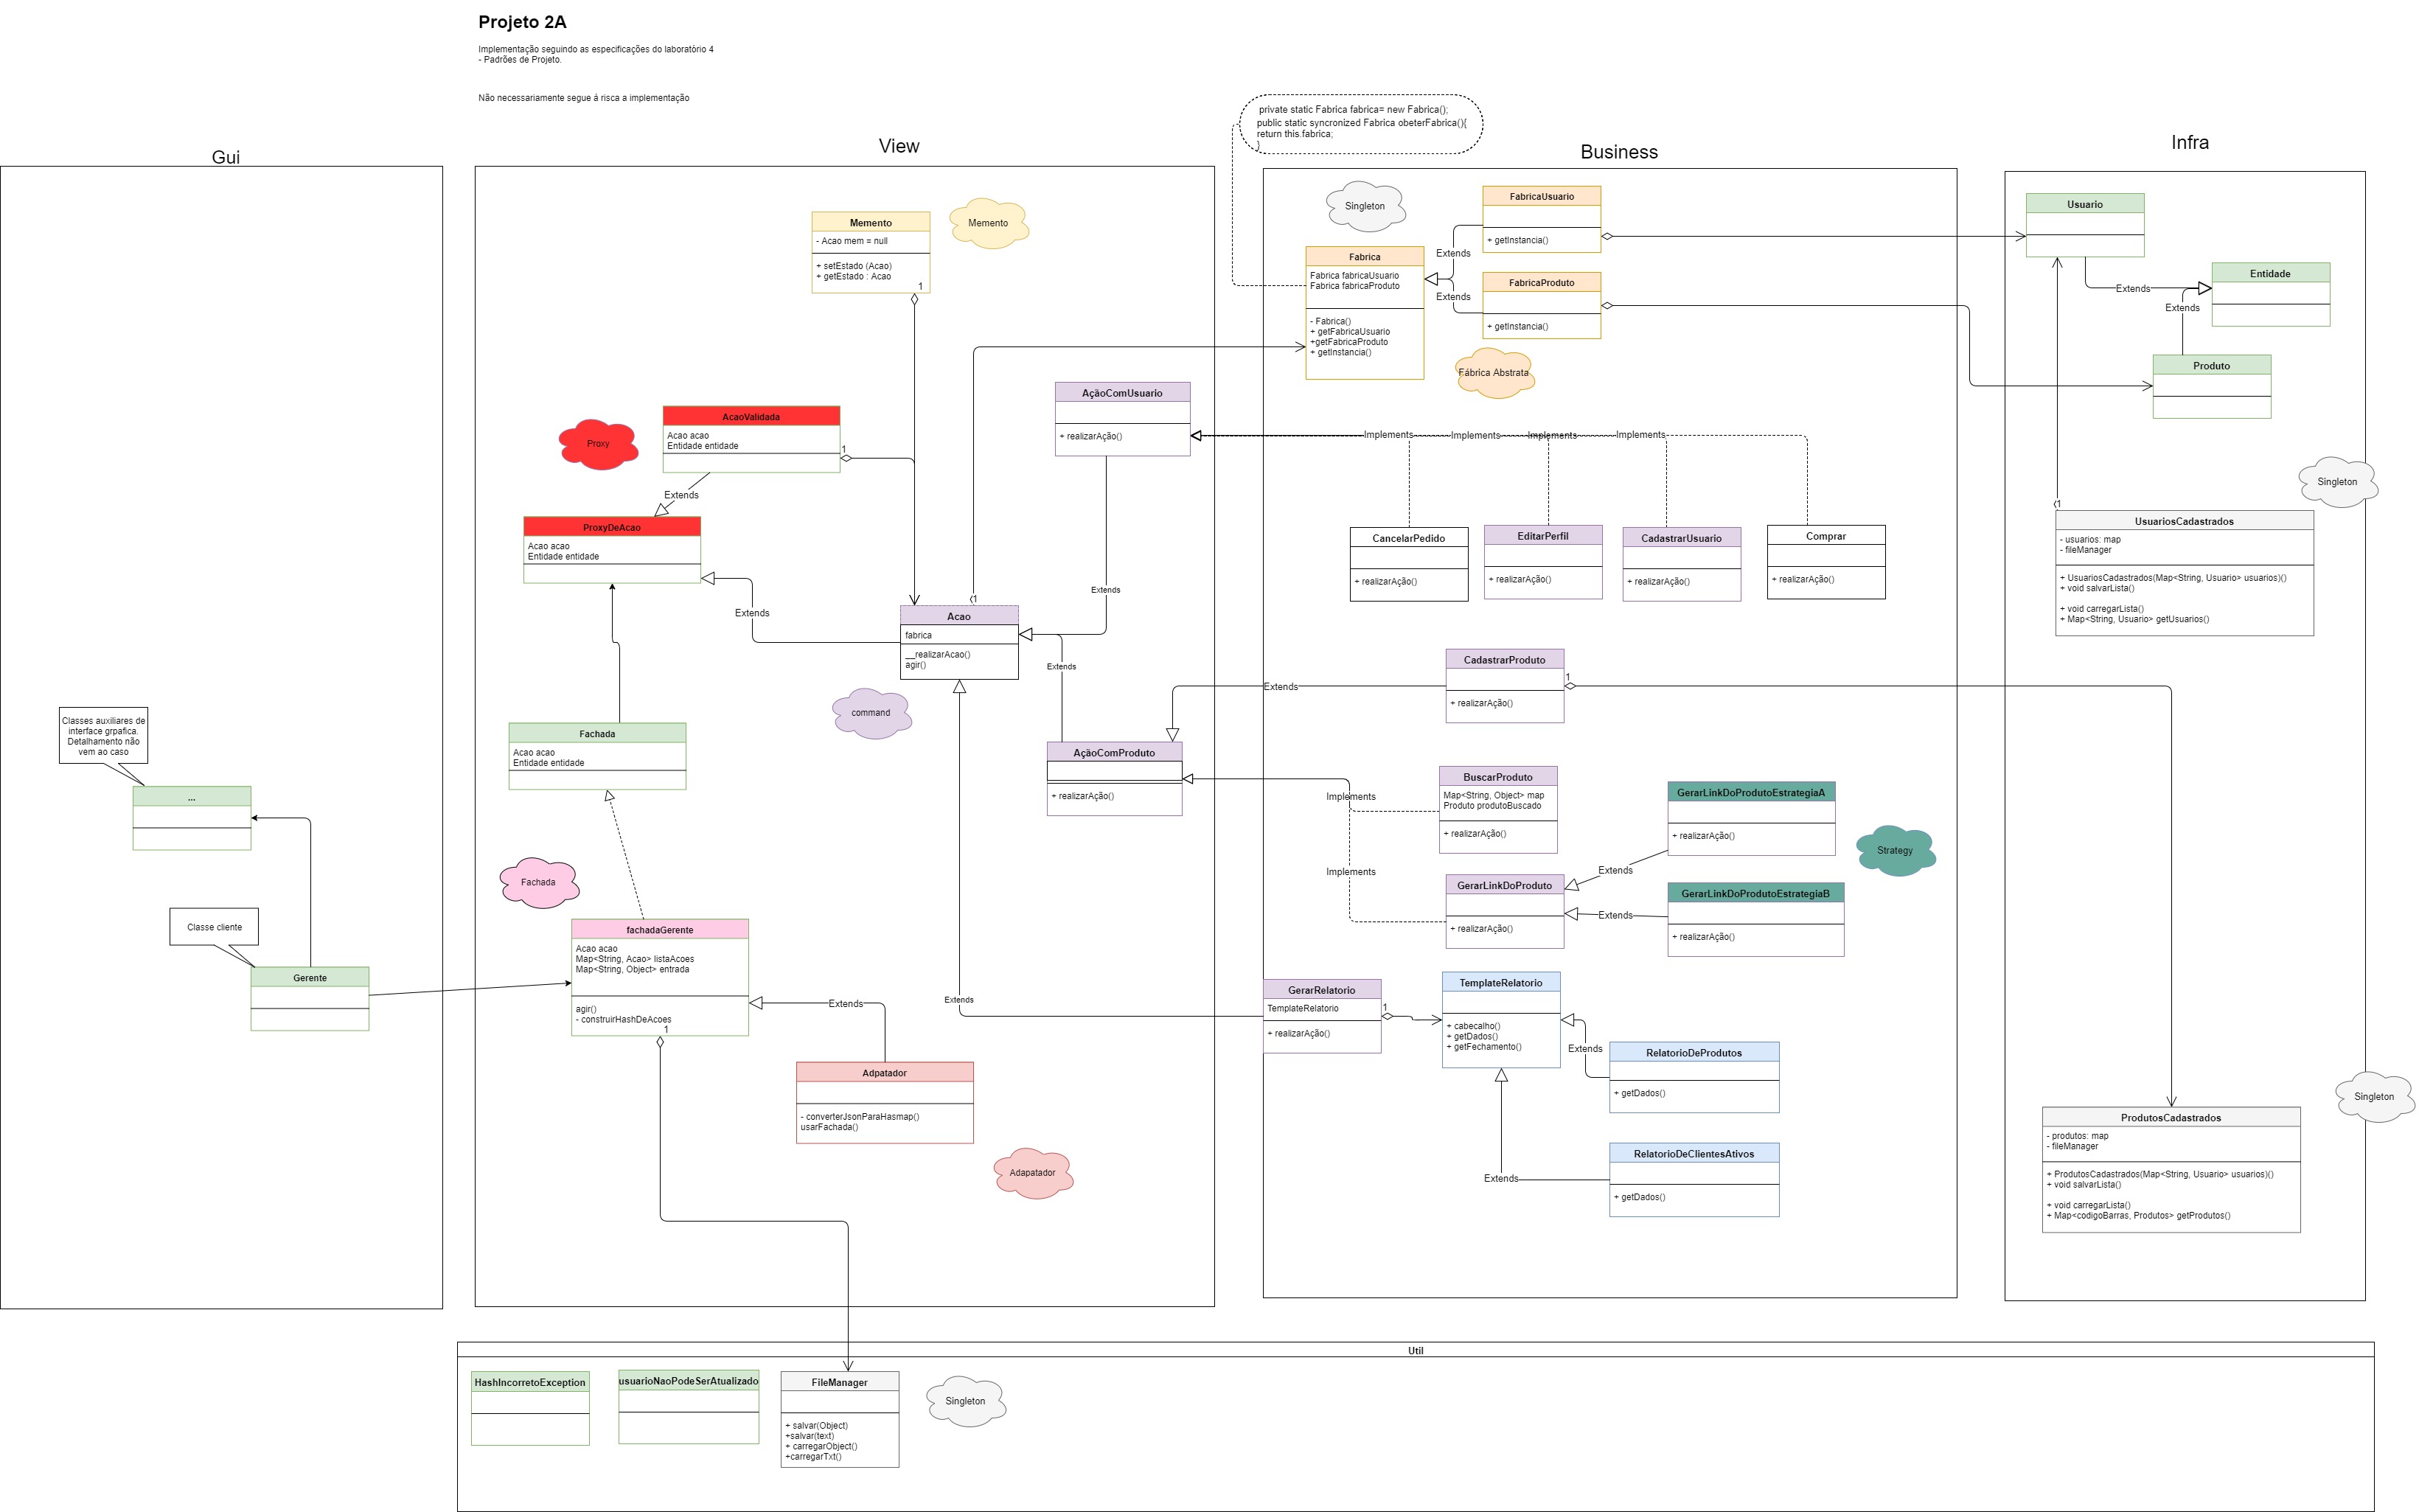 Projeto 2A
Implementação seguindo as especificações do laboratório 4
- Padrões de Projeto.
Não necessariamente segue á risca a implementação
Gui
Classes auxiliares de
interface grpafica.
Detalhamento não
vem ao caso
...
Classe cliente
Gerente
View
Memento
- Acao mem = null
+ setEstado (Acao)
+ getEstado : Acao
1
Memento
AcaoValidada
Acao acao
Entidade entidade
1
Proxy
Extends
ProxyDeAcao
Acao acao
Entidade entidade
Extends
AçãoComUsuario
+ realizarAção()
Extends
1
Acao
fabrica
__realizarAcao()
agir()
Extends
command
Fachada
Acao acao
Entidade entidade
AçãoComProduto
+ realizarAção()
Fachada
fachadaGerente
Acao acao
Map<String, Acao> listaAcoes
Map<String, Object> entrada
agir()
- construirHashDeAcoes
1
Extends
Extends
Adpatador
- converterJsonParaHasmap()
usarFachada()
Adapatador
private static Fabrica fabrica= new Fabrica();
public static syncronized Fabrica obeterFabrica(){
return this.fabrica;
}
Business
Singleton
Fabrica
Fabrica fabricaUsuario
Fabrica fabricaProduto
- Fabrica()
+ getFabricaUsuario
+getFabricaProduto
+ getInstancia()
FabricaUsuario
+ getInstancia()
Extends
Extends
FabricaProduto
+ getInstancia()
Fábrica Abstrata
Implements
Implements
Implements
Implements
CancelarPedido
+ realizarAção()
EditarPerfil
+ realizarAção()
CadastrarUsuario
+ realizarAção()
Comprar
+ realizarAção()
CadastrarProduto
+ realizarAção()
1
Extends
BuscarProduto
Map<String, Object> map
Produto produtoBuscado
+ realizarAção()
Implements
Implements
GerarLinkDoProdutoEstrategiaA
+ realizarAção()
Strategy
Extends
GerarLinkDoProduto
+ realizarAção()
Extends
GerarLinkDoProdutoEstrategiaB
+ realizarAção()
GerarRelatorio
TemplateRelatorio
+ realizarAção()
1
TemplateRelatorio
+ cabecalho()
+ getDados()
+ getFechamento()
Extends
RelatorioDeProdutos
+ getDados()
Extends
RelatorioDeClientesAtivos
+ getDados()
Infra
Usuario
Entidade
Extends
Extends
Produto
Singleton
1
UsuariosCadastrados
- usuarios: map
- fileManager
+ UsuariosCadastrados(Map<String, Usuario> usuarios)()
+ void salvarLista()
+ void carregarLista()
+ Map<String, Usuario> getUsuarios()
Singleton
ProdutosCadastrados
- produtos: map
- fileManager
+ ProdutosCadastrados(Map<String, Usuario> usuarios)()
+ void salvarLista()
+ void carregarLista()
+ Map<codigoBarras, Produtos> getProdutos()
Util
HashIncorretoException
usuarioNaoPodeSerAtualizado
FileManager
+ salvar(Object)
+salvar(text)
+ carregarObject()
+carregarTxt()
Singleton